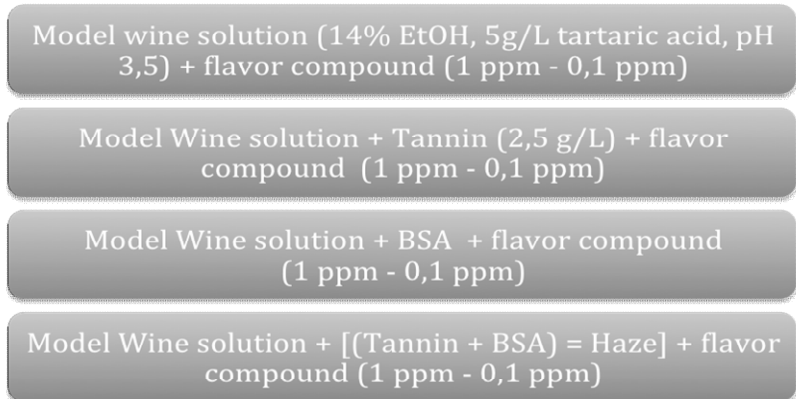 Model wine solution (14% EtOH, 5g/L tartaric acid, pH
3,5) + flavor compound (1 ppm - 0,1 ppm)
Model Wine solution + Tannin (2,5 g/L) + flavor
compound (1 ppm - 0,1 ppm)
Model Wine solution + BSA + flavor compound
(1 ppm - 0,1 ppm)
Model Wine solution + [(Tannin + BSA) = Haze] + flavor
compound (1 ppm - 0,1 ppm)